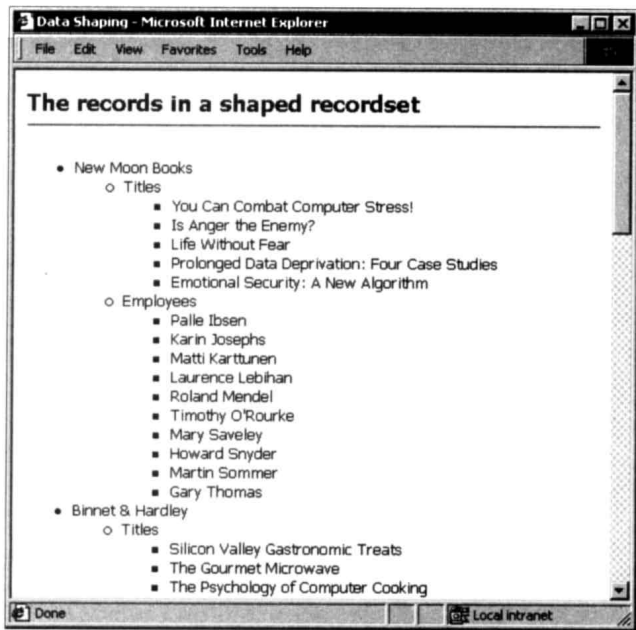 Data Shaping - Microsoft Internet Explorer
File Edit View Favorites Tools Help
The records in a shaped recordset
New Moon Books
Titles
You Can Combat Computer Stress!
Is Anger the Enemy?
Life Without Fear
Prolonged Data Deprivation: Four Case Studies
Emotional Security: A New Algorithm
Employees
Palle Ibsen
Karin Josephs
Matti Karttunen
Laurence Lebihan
Roland Mendel
Timothy O'Rourke
Mary Saveley
Howard Snyder
Martin Sommer
Gary Thomas
Binnet & Hardley
Titles
Silicon Valley Gastronomic Treats
The Gourmet Microwave
The Psychology of Computer Cooking
Done Local intranet